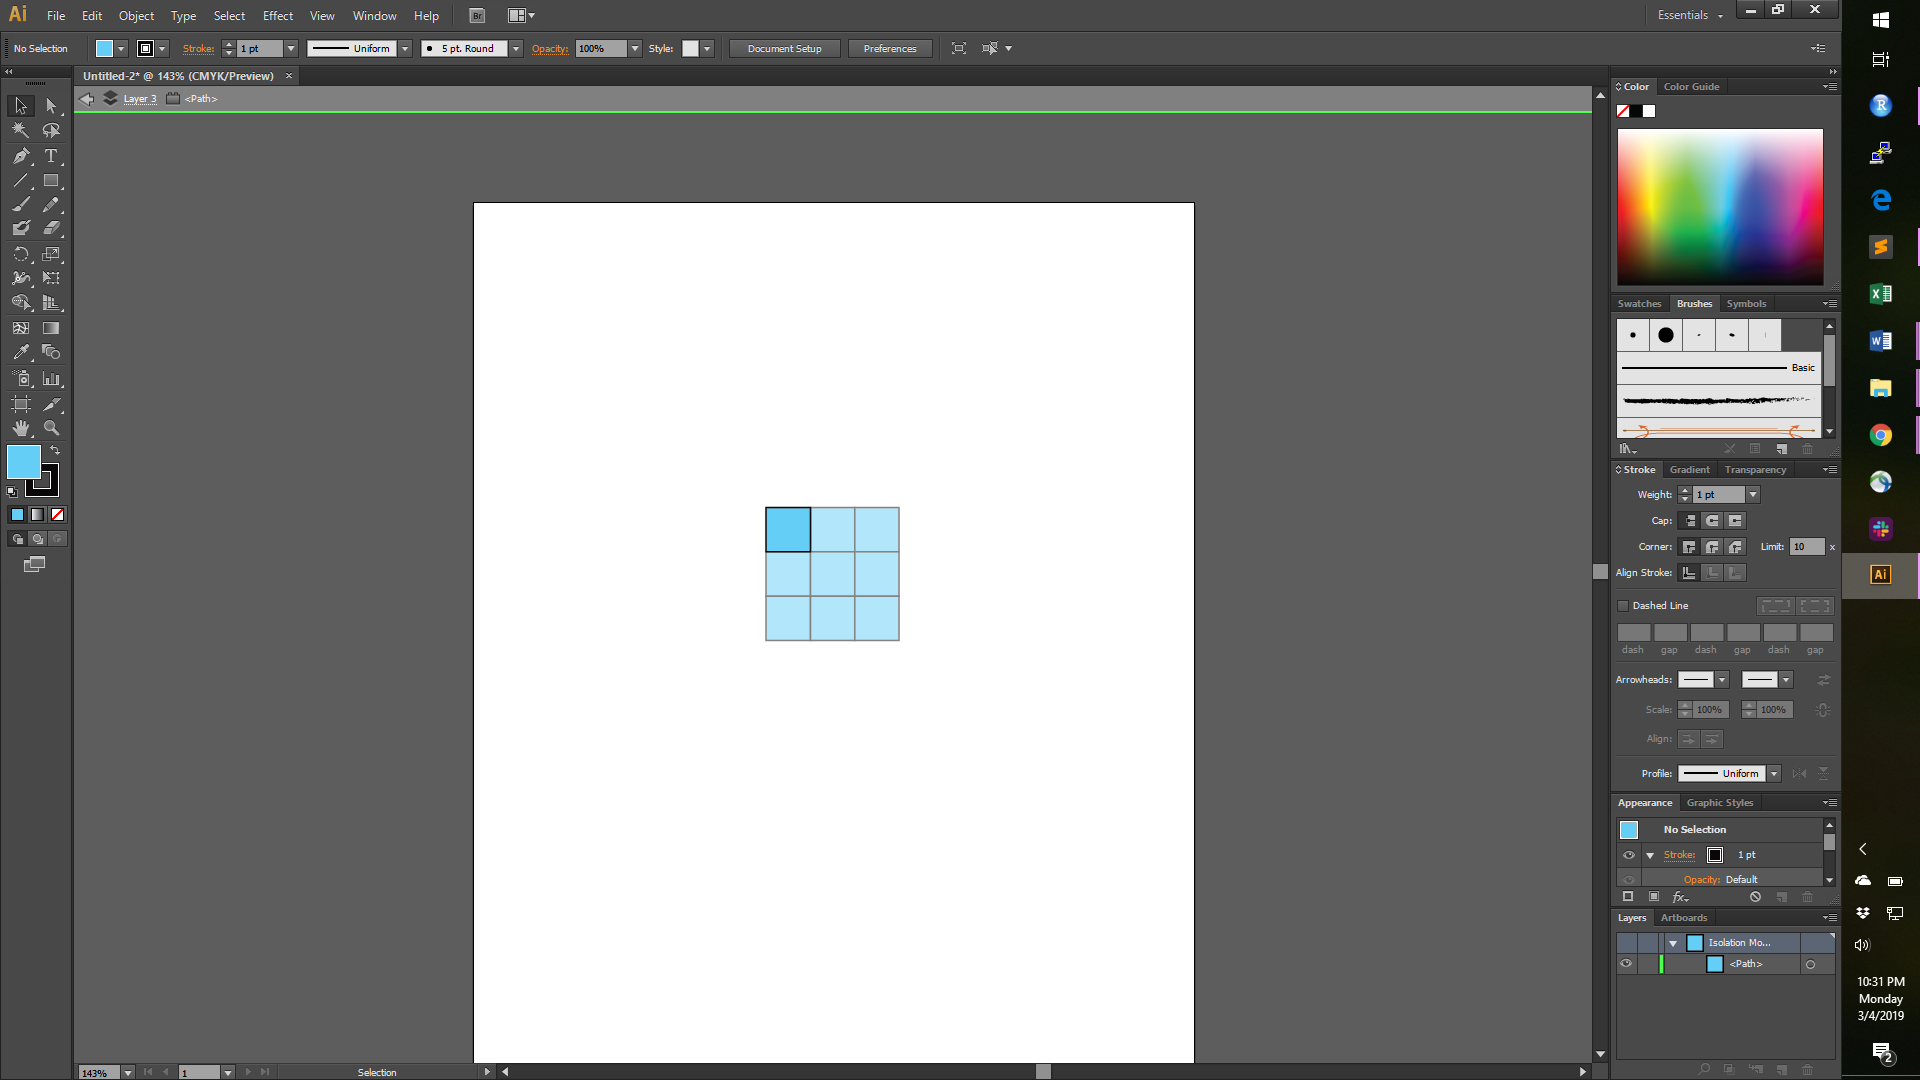 Ai File Edit Object Type Select Effect View Window Help Br Essentials
No Selection Stroke: 1 pt Uniform 5 pt. Round Opacity: 100% Style: Document Setup Preferences
Untitled-2* @ 143% (CMYK/Preview)
Layer 3 <Path>
Color Color Guide
Swatches Brushes Symbols
Basic
Stroke Gradient Transparency
Weight: 1 pt
Cap:
Corner: Limit: 10 x
Align Stroke:
Dashed Line
dash gap dash gap dash gap
Arrowheads:
Scale: 100% 100%
Align:
Profile: Uniform
Appearance Graphic Styles
No Selection
Stroke: 1 pt
Opacity: Default
fx
Layers Artboards
Isolation Mo...
<Path>
143% 1 Selection
T
R
W
Ai
10:31 PM
Monday
3/4/2019
2